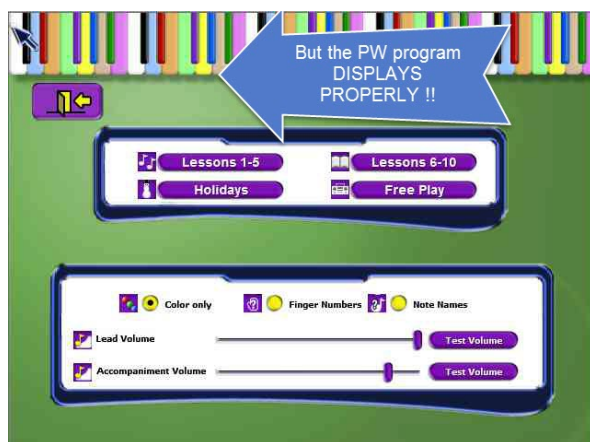 But the PW program
DISPLAYS
PROPERLY !!
Lessons 1-5
Lessons 6-10
Holidays
Free Play
Color only
Finger Numbers
Note Names
Lead Volume
Test Volume
Accompaniment Volume
Test Volume